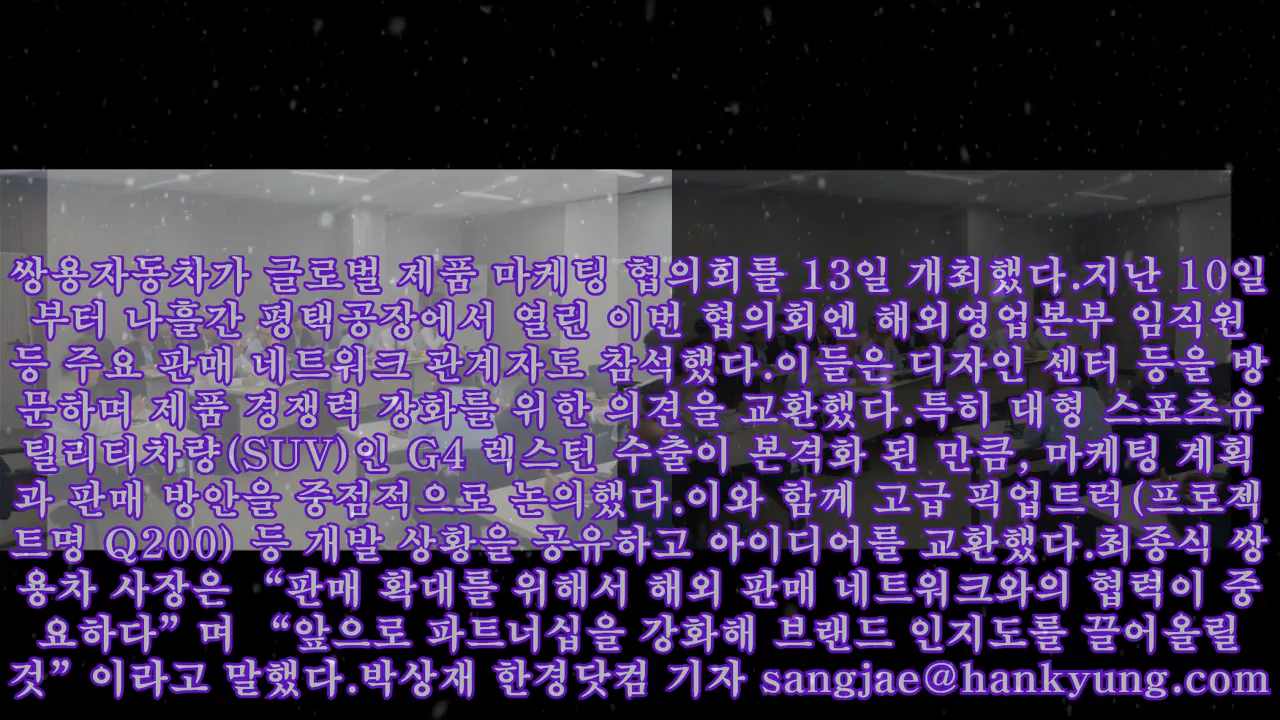 쌍용자동차가 글로벌 제품 마케팅 협의회를 13일 개최했다.지난 10일
부터 나흘간 평택공장에서 열린 이번 협의회엔 해외영업본부 임직원
등 주요 판매 네트워크 관계자도 참석했다.이들은 디자인 센터 등을 방
문하며 제품 경쟁력 강화를 위한 의견을 교환했다.특히 대형 스포츠유
틸리티차량(SUV)인 G4 렉스턴 수출이 본격화 된 만큼, 마케팅 계획
과 판매 방안을 중점적으로 논의했다.이와 함께 고급 픽업트럭(프로젝
트명 Q200) 등 개발 상황을 공유하고 아이디어를 교환했다.최종식 쌍
용차 사장은 “판매 확대를 위해서 해외 판매 네트워크와의 협력이 중
요하다” 며 “앞으로 파트너십을 강화해 브랜드 인지도를 끌어올릴
것” 이라고 말했다.박상재 한경닷컴 기자 sangjae@hankyung.com